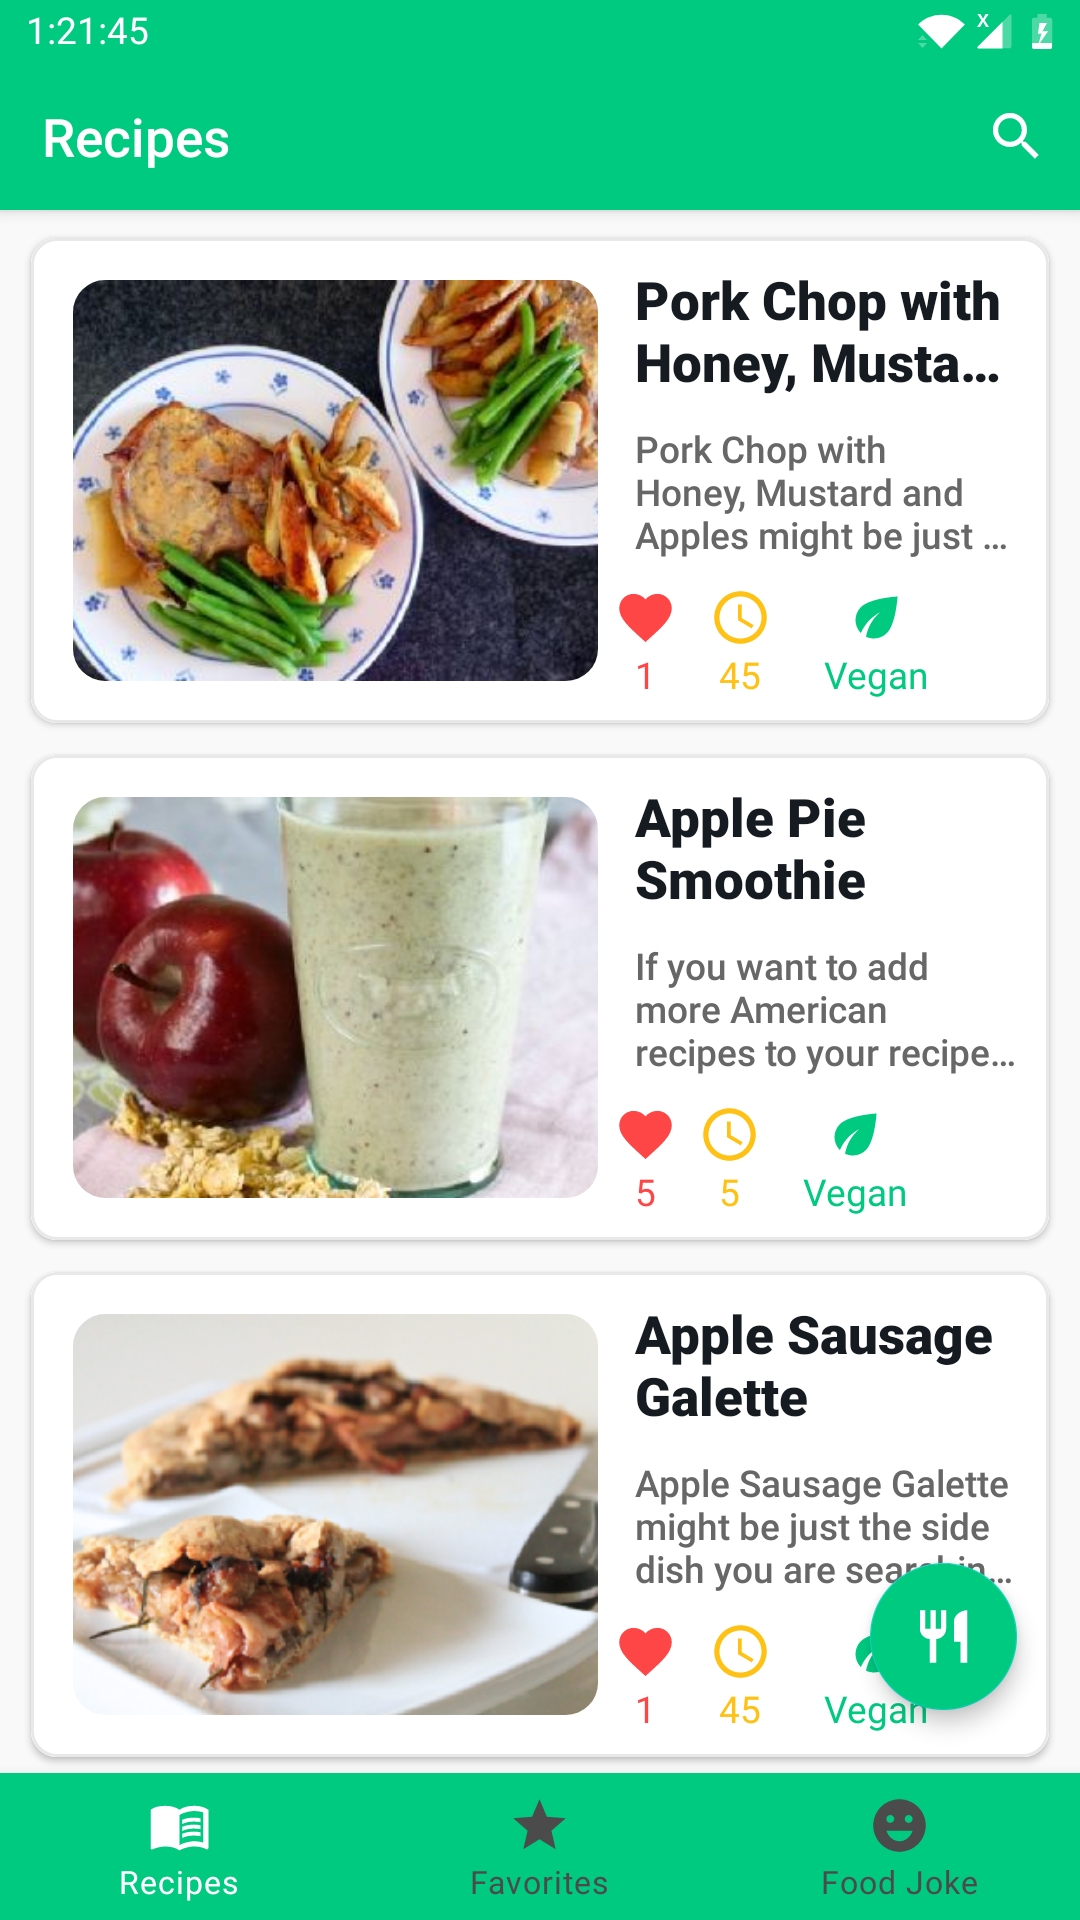 1:21:45
X
Recipes
Pork Chop with
Honey, Musta...
Pork Chop with
Honey, Mustard and
Apples might be just ...
1
45
Vegan
Apple Pie
Smoothie
If you want to add
more American
recipes to your recipe...
5
5
Vegan
Apple Sausage
Galette
Apple Sausage Galette
might be just the side
dish you are
1
45
Vegan
Recipes
Favorites
Food Joke